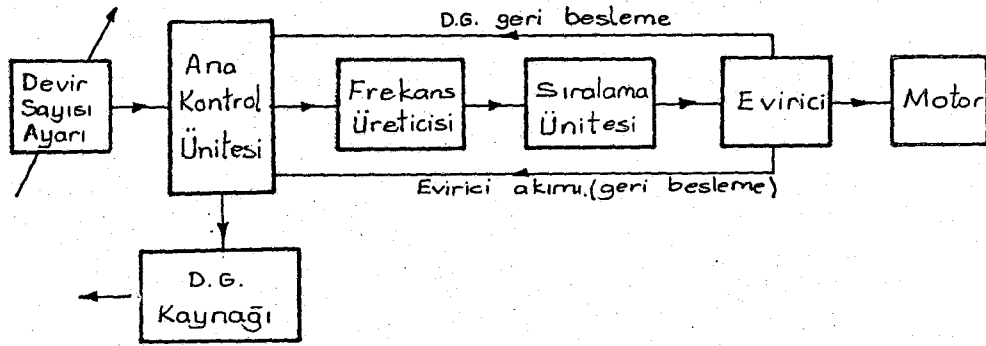 D.G. geri besleme
Devir
Sayısı
Ayarı
Ana
Kontrol
Ünitesi
Frekans
Üreticisi
Sıralama
Ünitesi
Evirici
Motor
Evirici akımı.(geri besleme)
D.G.
Kaynağı